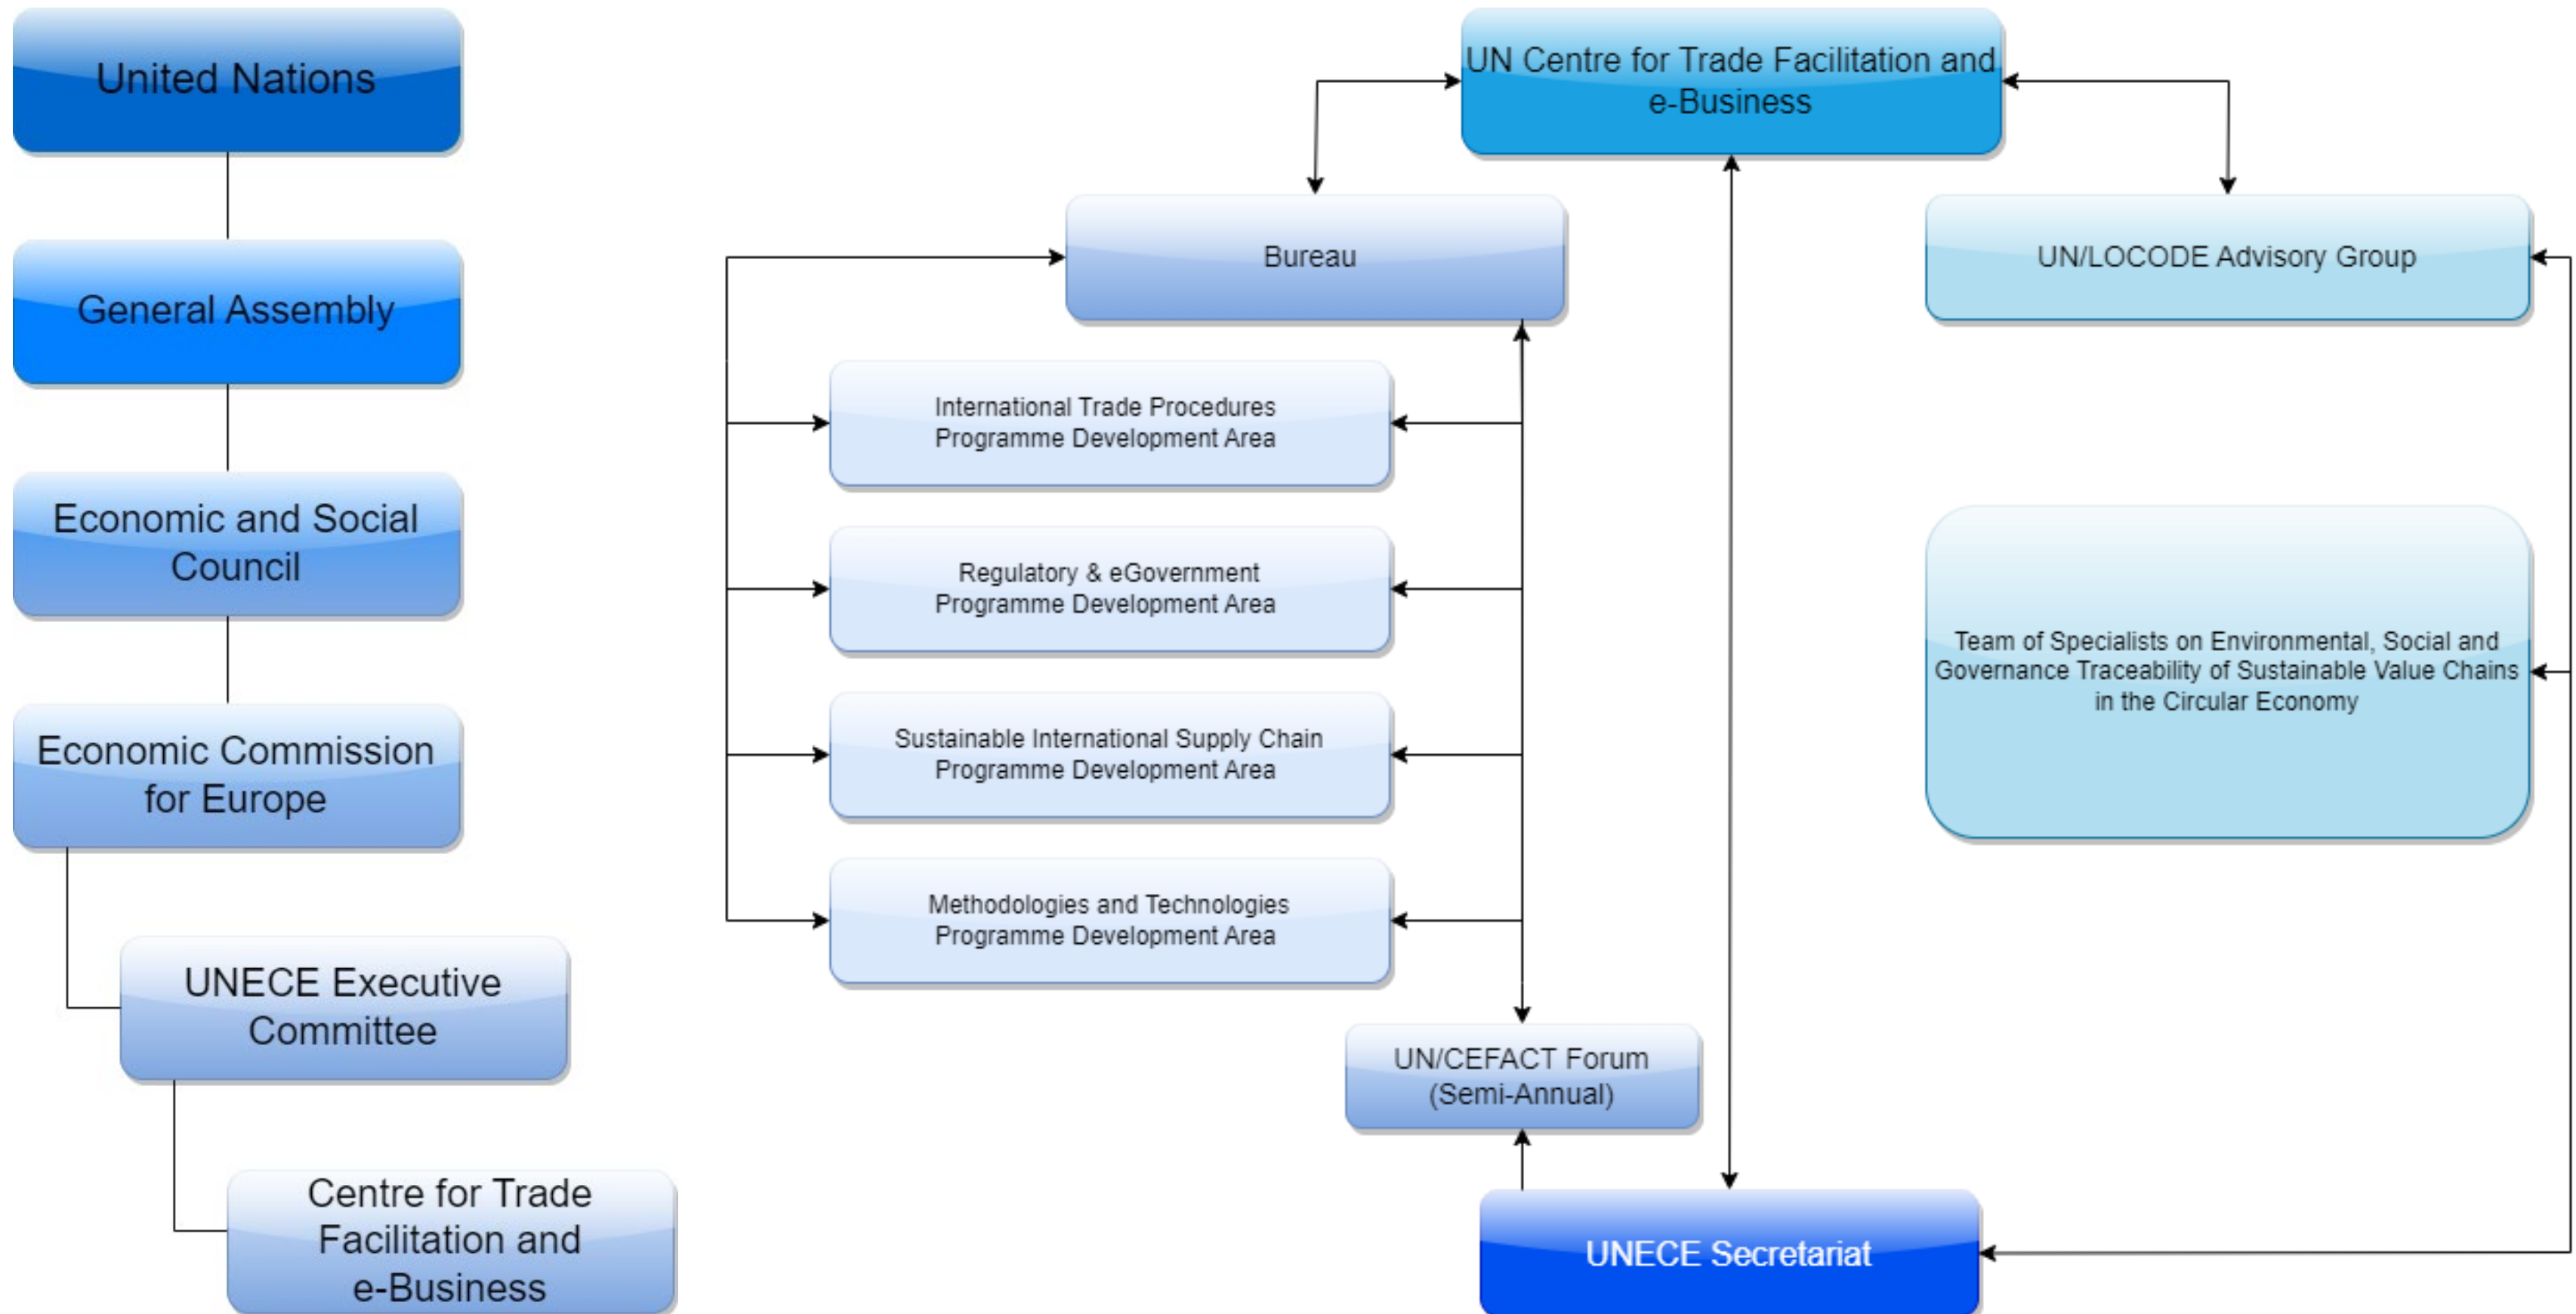 United Nations
General Assembly
Economic and Social
Council
Economic Commission
for Europe
UNECE Executive
Committee
Centre for Trade
Facilitation and
e-Business
UN Centre for Trade Facilitation and
e-Business
Bureau
UN/LOCODE Advisory Group
International Trade Procedures
Programme Development Area
Regulatory & eGovernment
Programme Development Area
Sustainable International Supply Chain
Programme Development Area
Methodologies and Technologies
Programme Development Area
Team of Specialists on Environmental, Social and
Governance Traceability of Sustainable Value Chains
in the Circular Economy
UN/CEFACT Forum
(Semi-Annual)
UNECE Secretariat